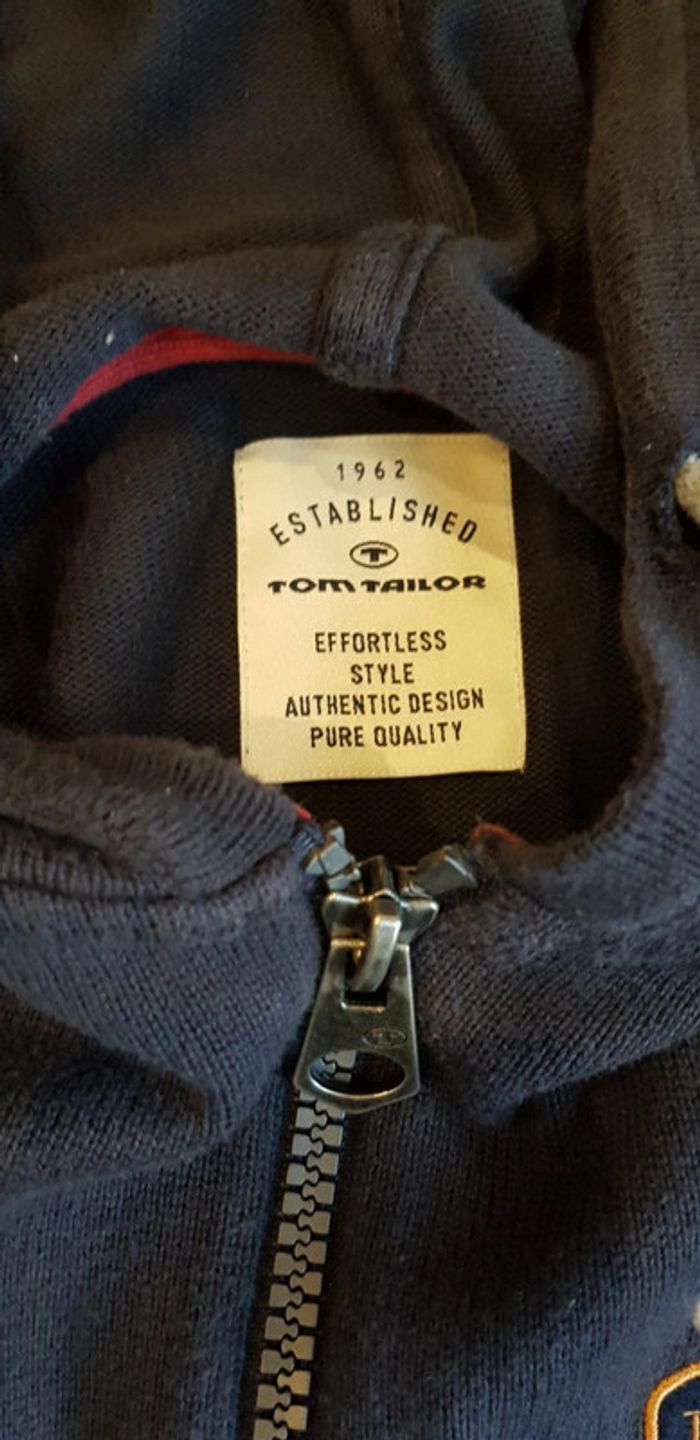 1962
ESTABLISHED
T
TOM TAILOR
EFFORTLESS
STYLE
AUTHENTIC DESIGN
PURE QUALITY